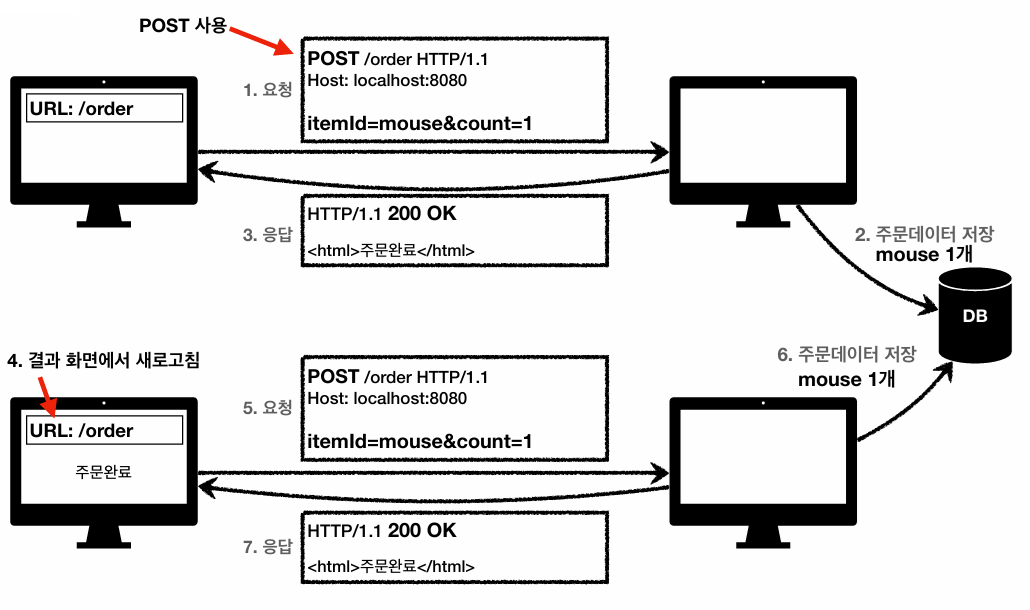 POST 사용
POST /order HTTP/1.1
Host: localhost:8080
1. 요청
itemId=mouse&count=1
URL: /order
HTTP/1.1 200 OK
3. 응답
<html>주문완료</html>
2. 주문데이터 저장
mouse 1개
DB
4. 결과 화면에서 새로고침
URL: /order
주문완료
POST /order HTTP/1.1
Host: localhost:8080
5. 요청
itemId=mouse&count=1
6. 주문데이터 저장
mouse 1개
HTTP/1.1 200 OK
7. 응답
<html>주문완료</html>